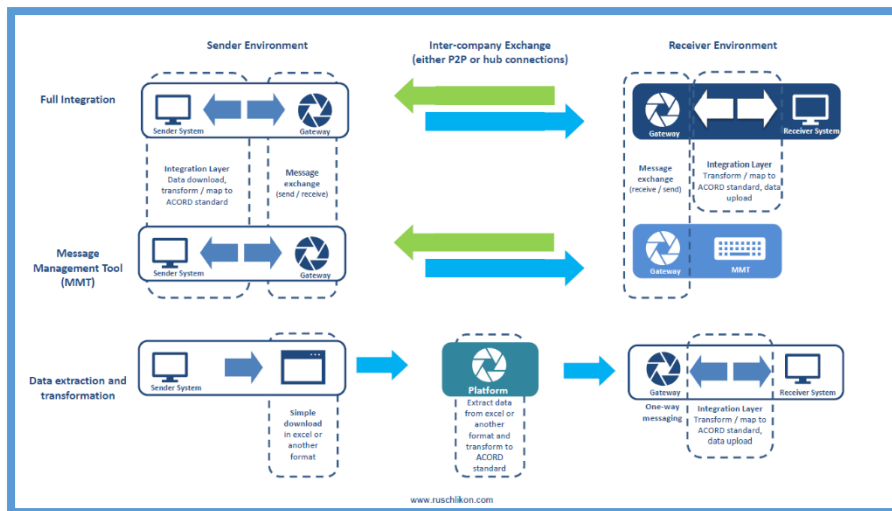 Sender Environment
Inter-company Exchange
(either P2P or hub connections)
Receiver Environment
Full Integration
Sender System
Gateway
Gateway
Receiver System
Integration Layer
Data download,
transform / map to
ACORD standard
Message
exchange
(send / receive)
Message
exchange
(receive / send)
Integration Layer
Transform / map to
ACORD standard, data
upload
Message
Management Tool
(MMT)
Sender System
Gateway
Gateway
MMT
Data extraction and
transformation
Sender System
Simple
download
in excel or
another
format
Platform
Extract data
from excel or
another
format and
transform to
ACORD
standard
Gateway
One-way
messaging
Receiver System
Integration Layer
Transform / map to
ACORD standard,
data upload
www.ruschlikon.com